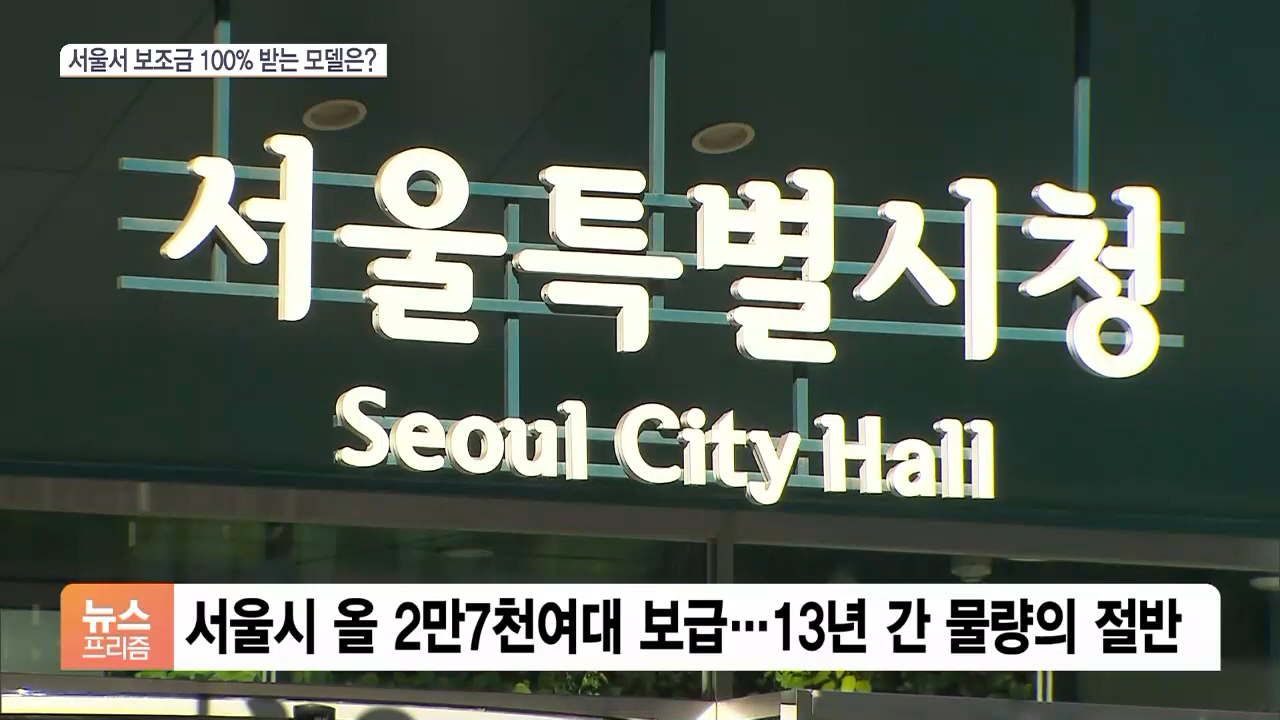 서울서 보조금 100% 받는 모델은?
서울특별시청
Seoul City Hall
뉴스
프리즘
서울시 올 2만7천여대 보급…13년 간 물량의 절반